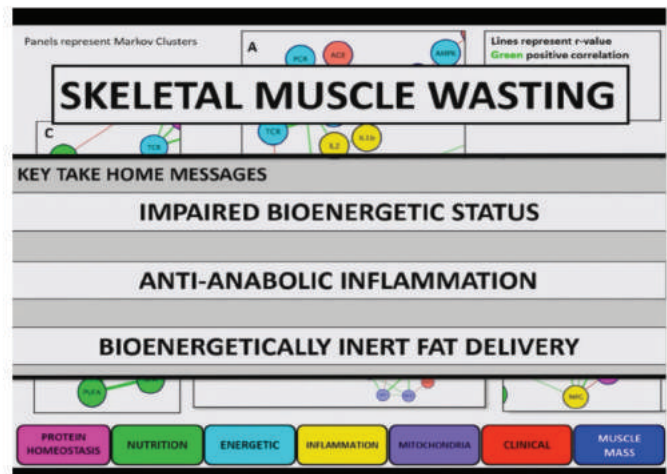 Panels represent Markov Clusters
A
PCR
ACR
AMPK
Lines represent r-value
Green positive correlation
SKELETAL MUSCLE WASTING
C
TCR
TCR
IL2
IL1b
KEY TAKE HOME MESSAGES
IMPAIRED BIOENERGETIC STATUS
ANTI-ANABOLIC INFLAMMATION
BIOENERGETICALLY INERT FAT DELIVERY
PUFA
PROTEIN HOMEOSTASIS
NUTRITION
ENERGETIC
INFLAMMATION
MITOCHONDRIA
CLINICAL
MUSCLE MASS